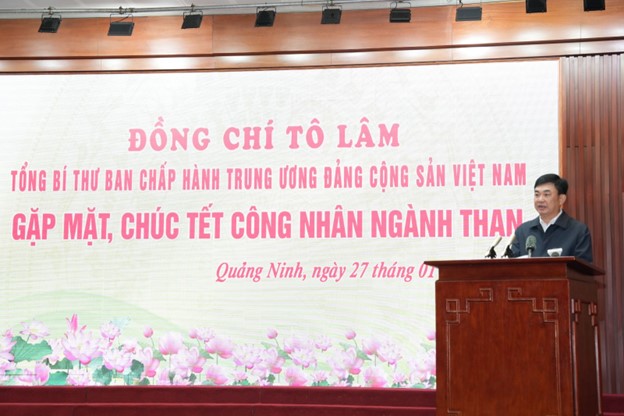 ĐỒNG CHÍ TÔ LÂM
TỔNG BÍ THƯ BAN CHẤP HÀNH TRUNG ƯƠNG ĐẢNG CỘNG SẢN VIỆT NAM
GẶP MẶT, CHÚC TẾT CÔNG NHÂN NGÀNH THAN
Quảng Ninh, ngày 27 tháng 01